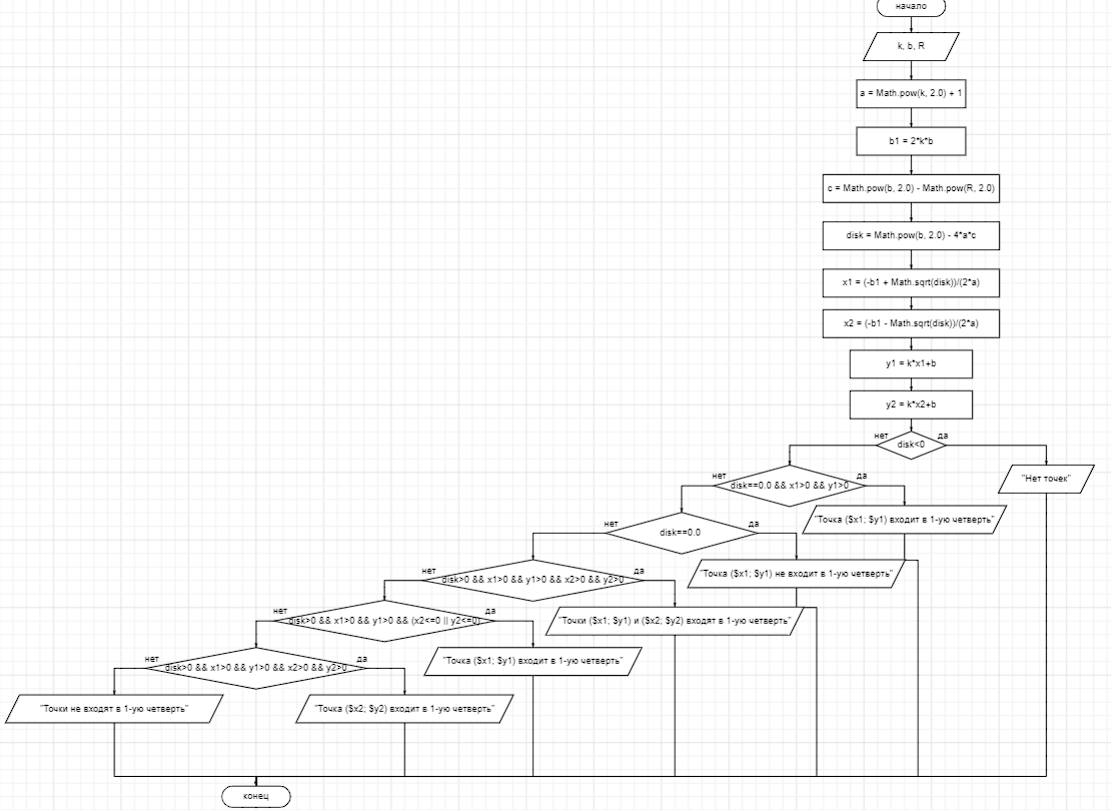 начало
k, b, R
a = Math.pow(k, 2.0) + 1
b1 = 2*k*b
c = Math.pow(b, 2.0) - Math.pow(R, 2.0)
disk = Math.pow(b, 2.0) - 4*a*c
x1 = (-b1 + Math.sqrt(disk))/(2*a)
x2 = (-b1 - Math.sqrt(disk))/(2*a)
y1 = k*x1+b
y2 = k*x2+b
нет
disk<0
да
"Нет точек"
нет
disk==0.0 && x1>0 && y1>0
да
"Точка ($x1; $y1) входит в 1-ую четверть"
нет
disk==0.0
да
"Точка ($x1; $y1) не входит в 1-ую четверть"
нет
disk>0 && x1>0 && y1>0 && x2>0 && y2>0
да
"Точки ($x1; $y1) и ($x2; $y2) входят в 1-ую четверть"
нет
disk>0 && x1>0 && y1>0 && (x2<=0 || y2<=0)
да
"Точка ($x1; $y1) входит в 1-ую четверть"
нет
disk>0 && x1>0 && y1>0 && x2>0 && y2>0
да
"Точки не входят в 1-ую четверть"
"Точка ($x2; $y2) входит в 1-ую четверть"
конец